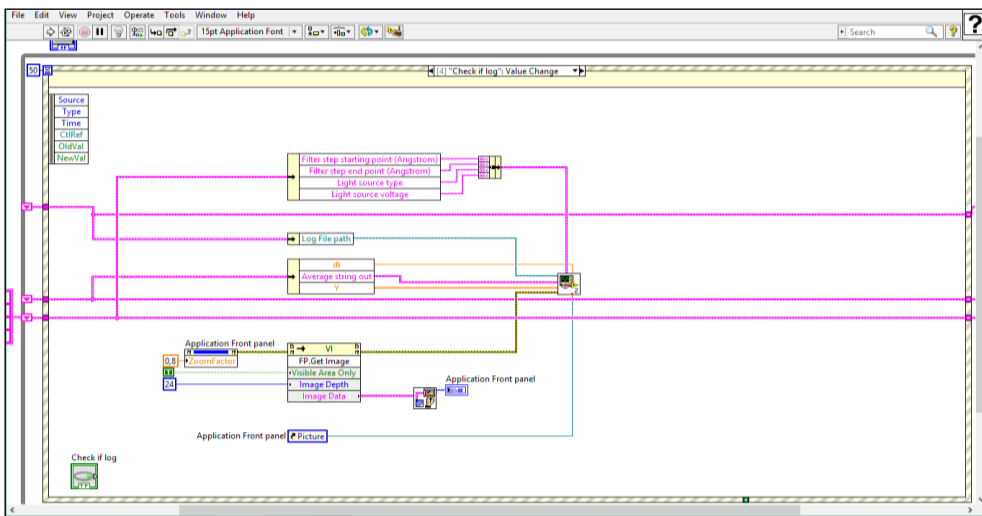 File Edit View Project Operate Tools Window Help
15pt Application Font
Search
?
?
50
[4] "Check if log": Value Change
Source
Type
Time
CtlRef
OldVal
NewVal
Filter step starting point (Angstrom)
Filter step end point (Angstrom)
Light source type
Light source voltage
Log File path
dt
Average string out
Y
Application Front panel
0,8
ZoomFactor
T
24
VI
FP.Get Image
Visible Area Only
Image Depth
Image Data
Application Front panel
Application Front panel
Picture
Check if log
TF